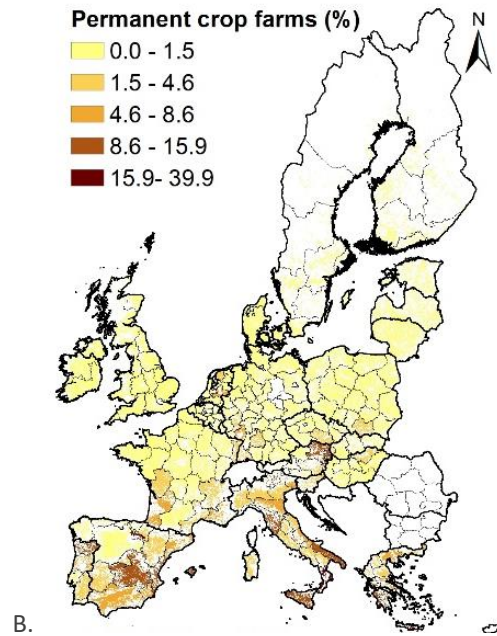 Permanent crop farms (%)
N
0.0 - 1.5
1.5 - 4.6
4.6 - 8.6
8.6 - 15.9
15.9- 39.9
B.